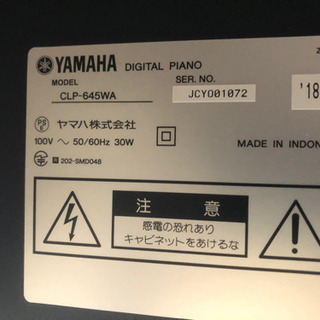 YAMAHA DIGITAL PIANO
MODEL SER. NO.
CLP-645WA JCYO01072 '18
PS E
ヤマハ株式会社
100V ～ 50/60Hz 30W MADE IN INDON
202-SMD048
注 意
感電の恐れあり
キャビネットをあけるな